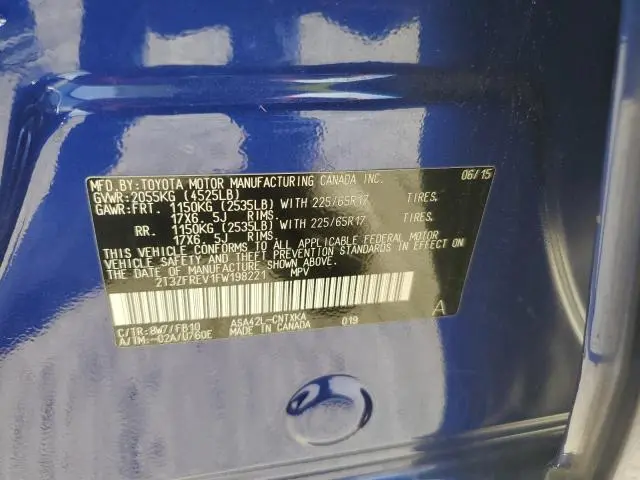 MFD.BY:TOYOTA MOTOR MANUFACTURING CANADA INC. 06/15
GVWR:2055KG (4525LB)
GAWR:FRT. 1150KG (2535LB) WITH 225/65R17 TIRES.
17X6.5J RIMS.
RR. 1150KG (2535LB) WITH 225/65R17 TIRES.
17X6.5J RIMS.
THIS VEHICLE CONFORMS TO ALL APPLICABLE FEDERAL MOTOR
VEHICLE SAFETY AND THEFT PREVENTION STANDARDS IN EFFECT
ON THE DATE OF MANUFACTURE SHOWN ABOVE.
2T3ZFREV1FW198221 MPV
A
C/TR:8W7/FB10 ASA42L-CNTXKA 019
A/TM:-02A/U760E MADE IN CANADA